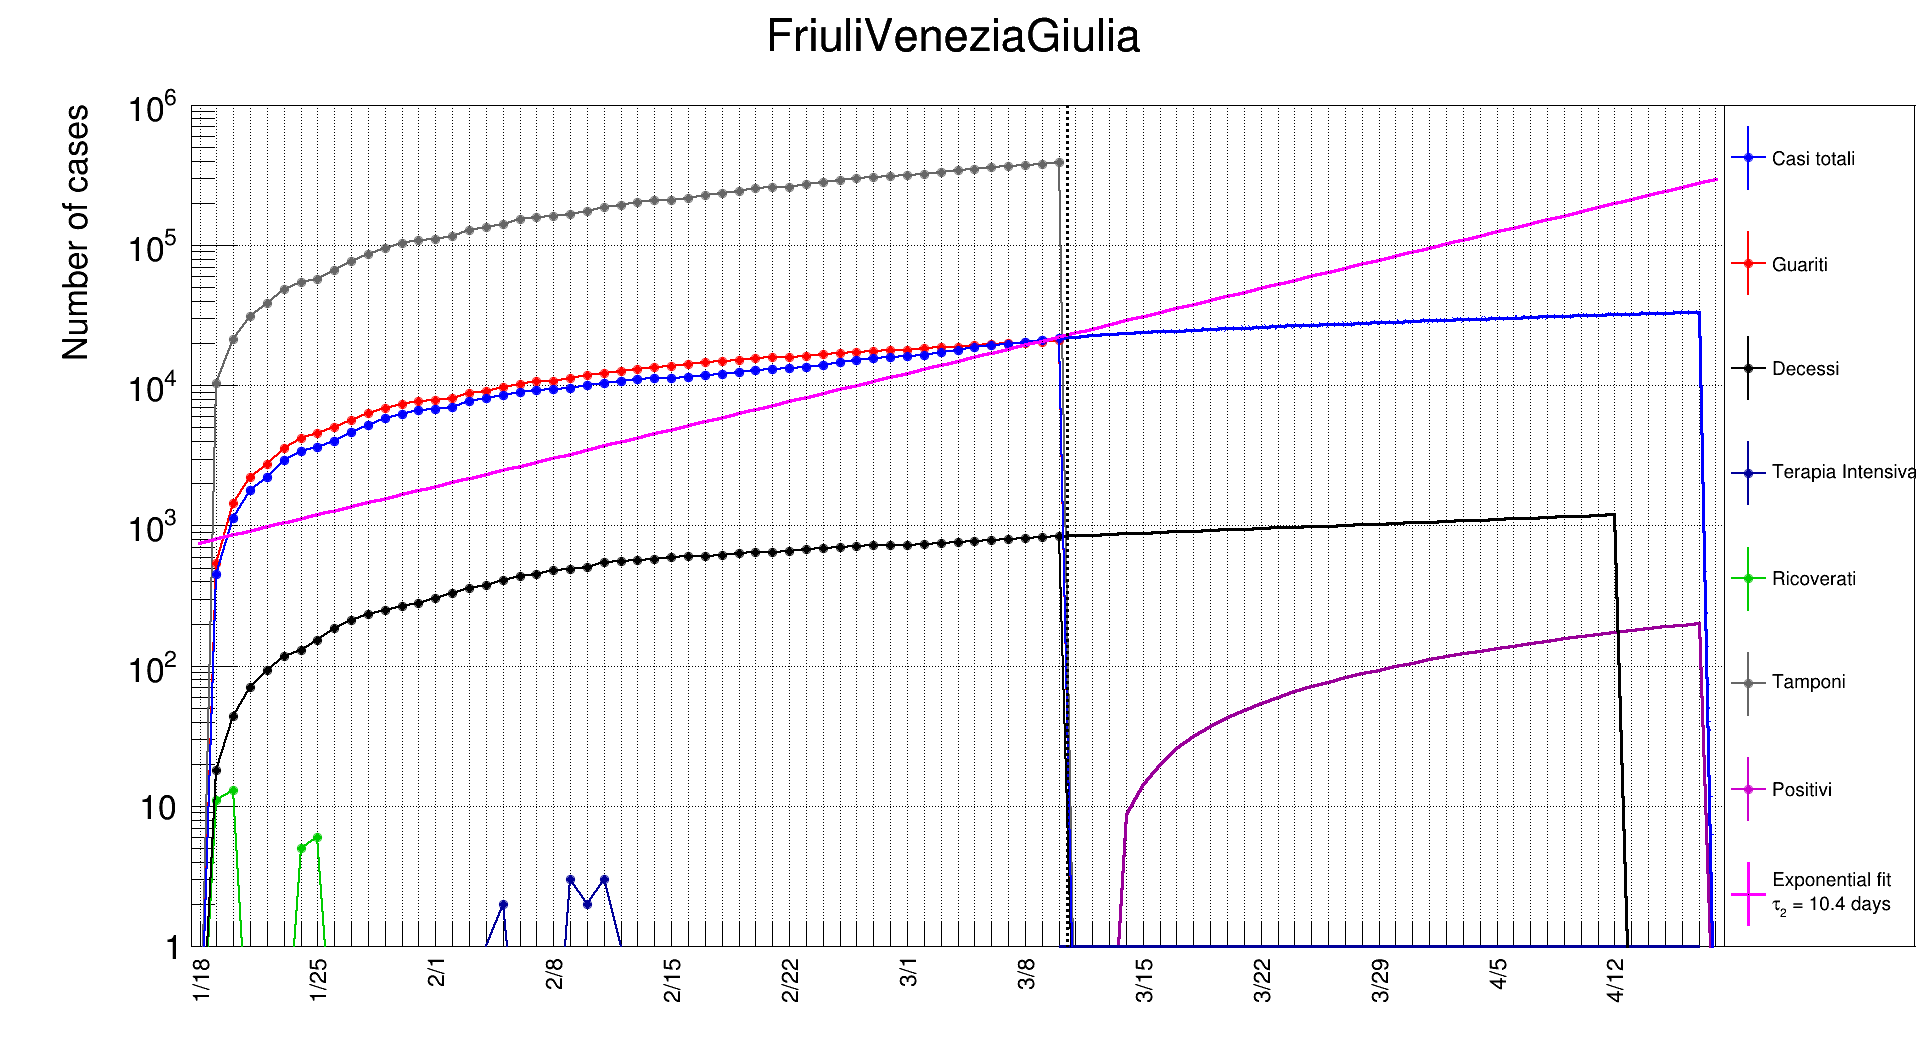 FriuliVeneziaGiulia
Number of cases
10^6
10^5
10^4
10^3
10^2
10
1
1/18
1/25
2/1
2/8
2/15
2/22
3/1
3/8
3/15
3/22
3/29
4/5
4/12
Casi totali
Guariti
Decessi
Terapia Intensiva
Ricoverati
Tamponi
Positivi
Exponential fit
τ_2 = 10.4 days